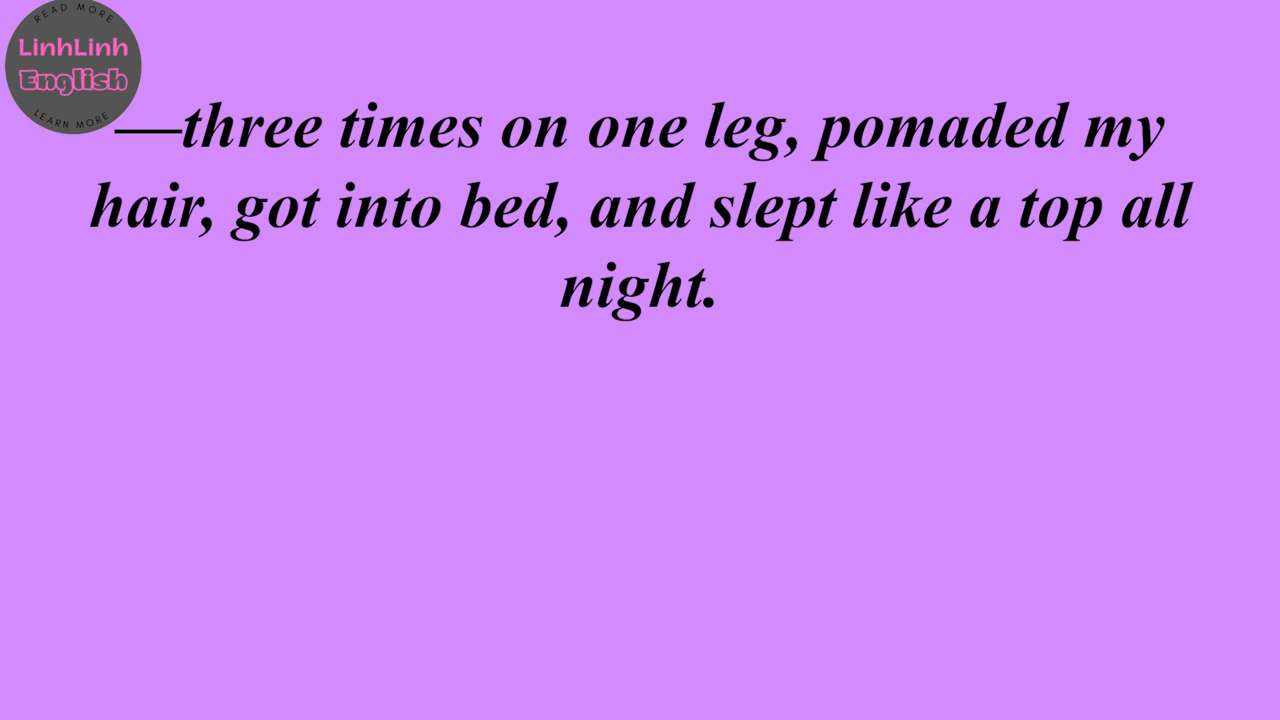 READ MORE
LinhLinh
English
LEARN MORE
—three times on one leg, pomaded my
hair, got into bed, and slept like a top all
night.